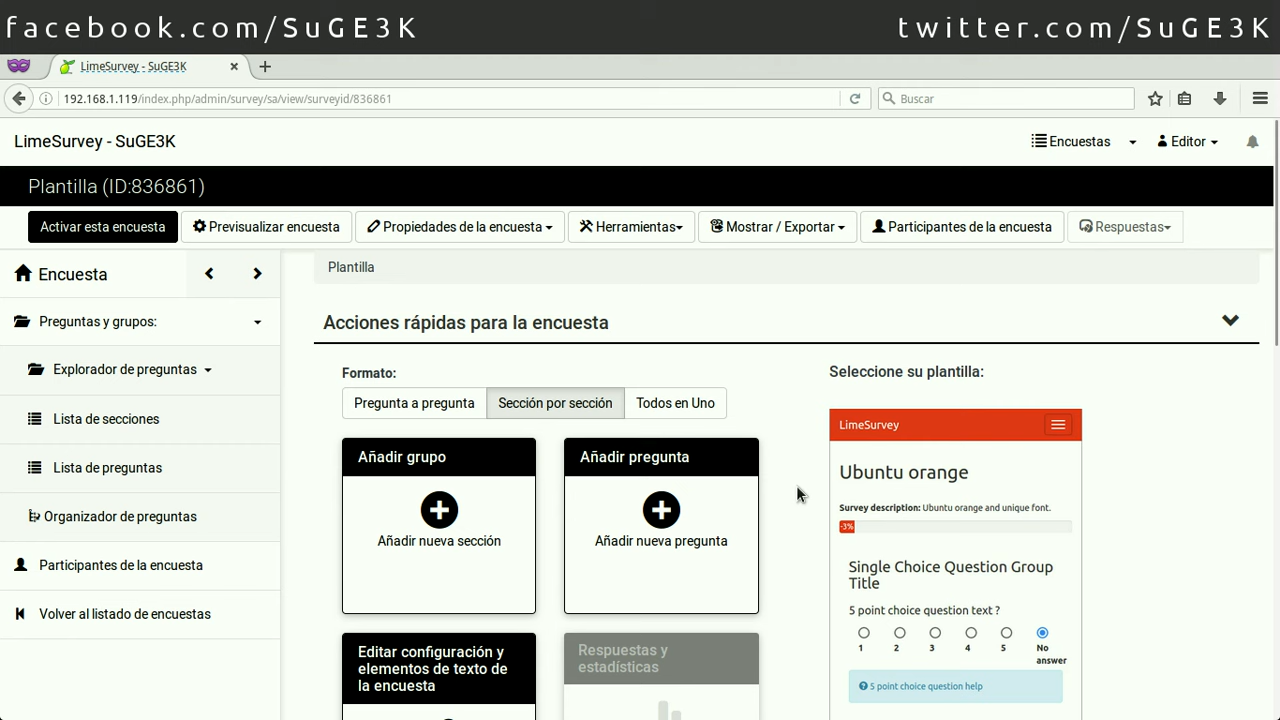 facebook.com/SuGE3K twitter.com/SuGE3K
LimeSurvey - SuGE3K
192.168.1.119/index.php/admin/survey/sa/view/surveyid/836861
Buscar
LimeSurvey - SuGE3K
Encuestas
Editor
Plantilla (ID:836861)
Activar esta encuesta
Previsualizar encuesta
Propiedades de la encuesta
Herramientas
Mostrar / Exportar
Participantes de la encuesta
Respuestas
Encuesta
Preguntas y grupos:
Explorador de preguntas
Lista de secciones
Lista de preguntas
Organizador de preguntas
Participantes de la encuesta
Volver al listado de encuestas
Plantilla
Acciones rápidas para la encuesta
Formato:
Pregunta a pregunta
Sección por sección
Todos en Uno
Añadir grupo
Añadir nueva sección
Añadir pregunta
Añadir nueva pregunta
Editar configuración y
elementos de texto de
la encuesta
Respuestas y
estadísticas
Seleccione su plantilla:
LimeSurvey
Ubuntu orange
Survey description: Ubuntu orange and unique font.
-3%
Single Choice Question Group
Title
5 point choice question text ?
1 2 3 4 5 No
answer
5 point choice question help